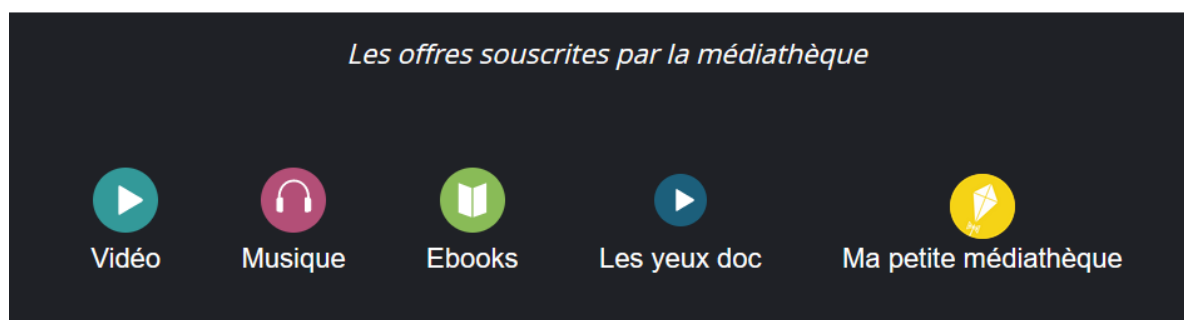 Les offres souscrites par la médiathèque
Vidéo Musique Ebooks Les yeux doc Ma petite médiathèque